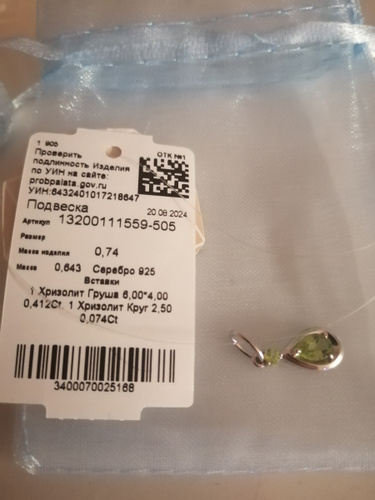 1 905
ОТК №1
Проверить
подлинность Изделия
по УИН на сайте:
probpalata.gov.ru
УИН:6432401017218647
Подвеска 20.08.2024
Артикул 13200111559-505
Размер
Масса изделия 0,74
Масса 0,643 Серебро 925
Вставки
1 Хризолит Груша 6,00*4,00
0,412Ct. 1 Хризолит Круг 2,50
0,074Ct
3400070025168